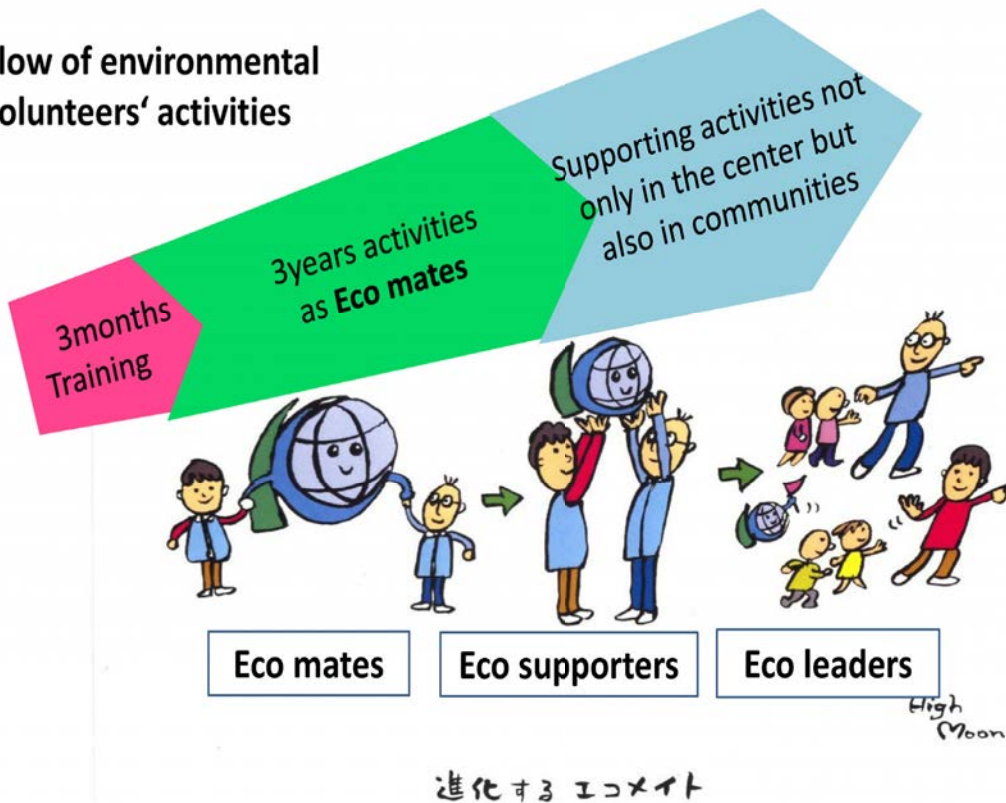 low of environmental
olunteers‘ activities
Supporting activities not
only in the center but
also in communities
3years activities
as Eco mates
3months
Training
Eco mates
Eco supporters
Eco leaders
High
Moon
進化する エコメイト